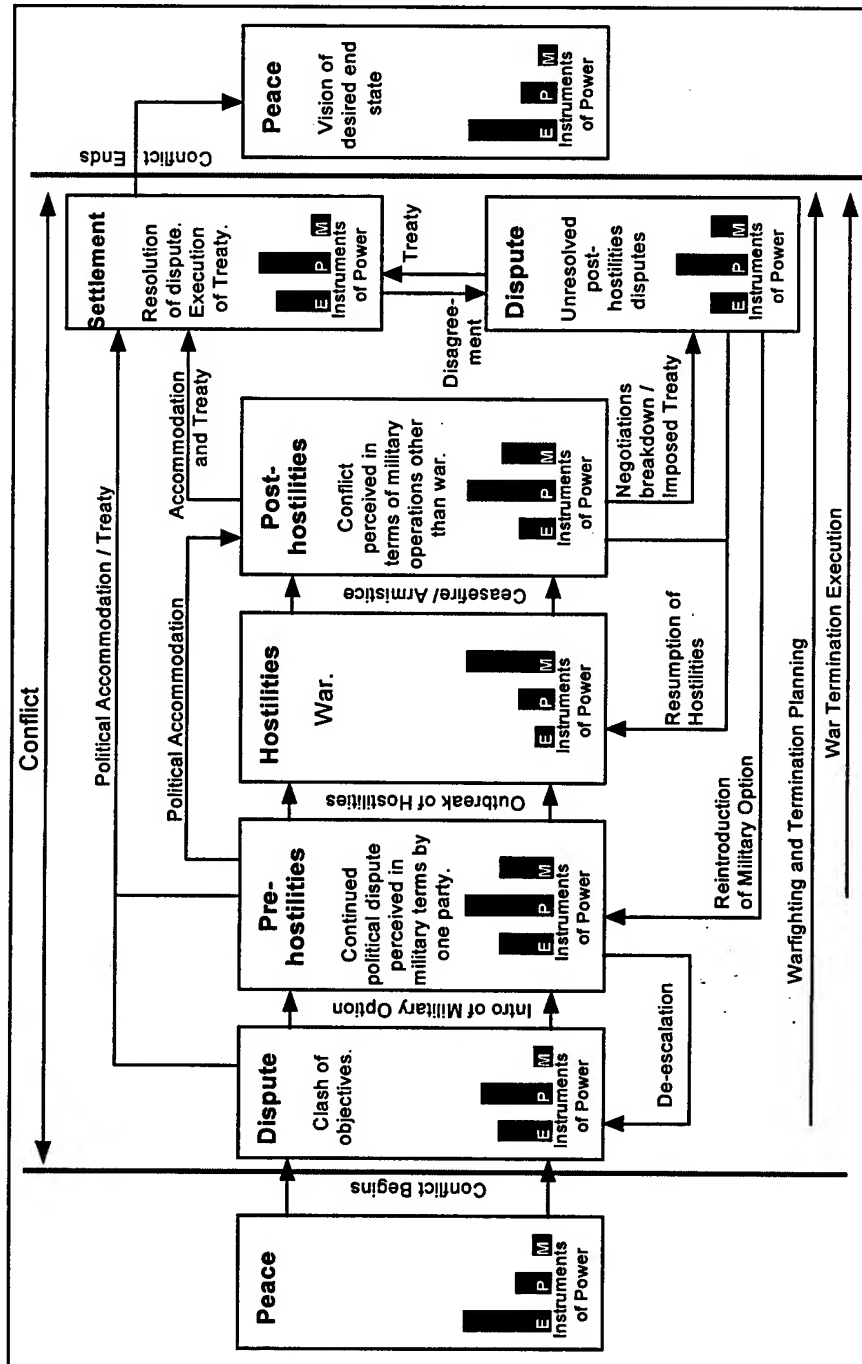 Conflict
Political Accommodation / Treaty
Political Accommodation
Accommodation
and Treaty
Peace
E
P
M
Instruments
of Power
Conflict Begins
Dispute
Clash of
objectives.
E
P
M
Instruments
of Power
Intro of Military Option
De-escalation
Pre-
hostilities
Continued
political dispute
perceived in
military terms by
one party.
E
P
M
Instruments
of Power
Outbreak of Hostilities
Hostilities
War.
E
P
M
Instruments
of Power
Ceasefire/ Armistice
Post-
hostilities
Conflict
perceived in
terms of military
operations other
than war.
E
P
M
Instruments
of Power
Settlement
Resolution
of dispute.
Execution
of Treaty.
E
P
M
Instruments
of Power
Disagree-
ment
Treaty
Dispute
Unresolved
post-
hostilities
disputes
E
P
M
Instruments
of Power
Conflict
Ends
Peace
Vision of
desired end
state
E
P
M
Instruments
of Power
Negotiations
breakdown /
Imposed Treaty
Resumption of
Hostilities
Reintroduction
of Military Option
Warfighting and Termination Planning
War Termination Execution